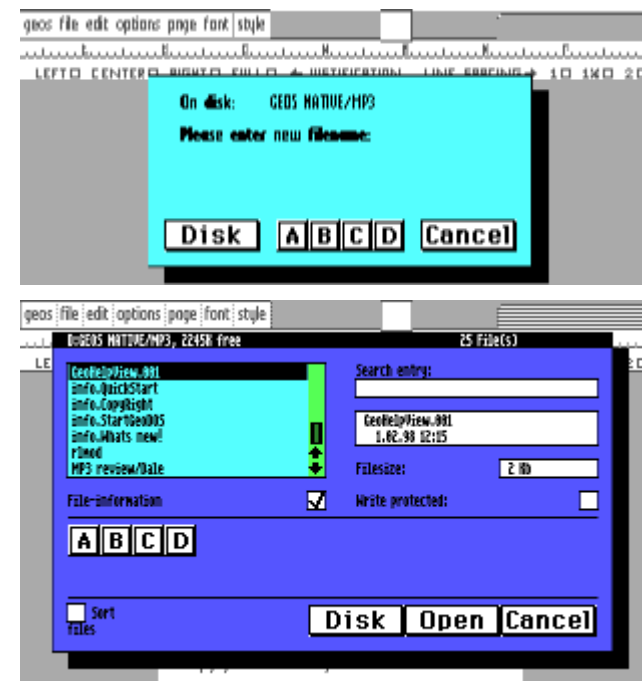 geos file edit options page font style
LEFT CENTER RIGHT FULL ← JUSTIFICATION LINE SPACING→ 1 1½ 2
On disk: GEOS NATIVE/MP3
Please enter new filename:
Disk A B C D Cancel
geos file edit options page font style
D:GEOS NATIVE/MP3, 2245K free 25 File(s)
LE
GeoHelpView.001 Search entry:
info.QuickStart
info.CopyRight
info.StartGeoDOS GeoHelpView.001
info.Whats new! 1.02.98 12:15
r1mod
MP3 review/Dale Filesize: 2 Kb
File-information Write protected:
A B C D
Sort
files
Disk Open Cancel